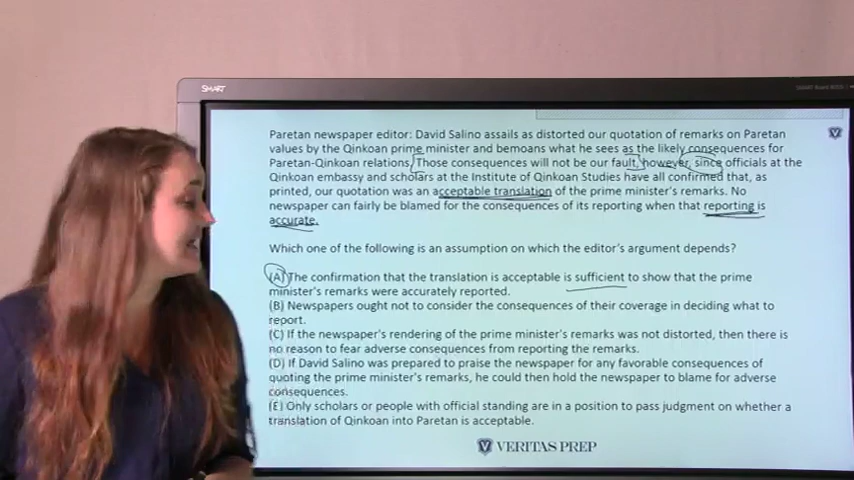 SMART
Paretan newspaper editor: David Salino assails as distorted our quotation of remarks on Paretan
values by the Qinkoan prime minister and bemoans what he sees as the likely consequences for
Paretan-Qinkoan relations. Those consequences will not be our fault, however, since officials at the
Qinkoan embassy and scholars at the Institute of Qinkoan Studies have all confirmed that, as
printed, our quotation was an acceptable translation of the prime minister's remarks. No
newspaper can fairly be blamed for the consequences of its reporting when that reporting is
accurate.
Which one of the following is an assumption on which the editor's argument depends?
(A) The confirmation that the translation is acceptable is sufficient to show that the prime
minister's remarks were accurately reported.
(B) Newspapers ought not to consider the consequences of their coverage in deciding what to
report.
(C) If the newspaper's rendering of the prime minister's remarks was not distorted, then there is
no reason to fear adverse consequences from reporting the remarks.
(D) If David Salino was prepared to praise the newspaper for any favorable consequences of
quoting the prime minister's remarks, he could then hold the newspaper to blame for adverse
consequences.
(E) Only scholars or people with official standing are in a position to pass judgment on whether a
translation of Qinkoan into Paretan is acceptable.
VERITAS PREP